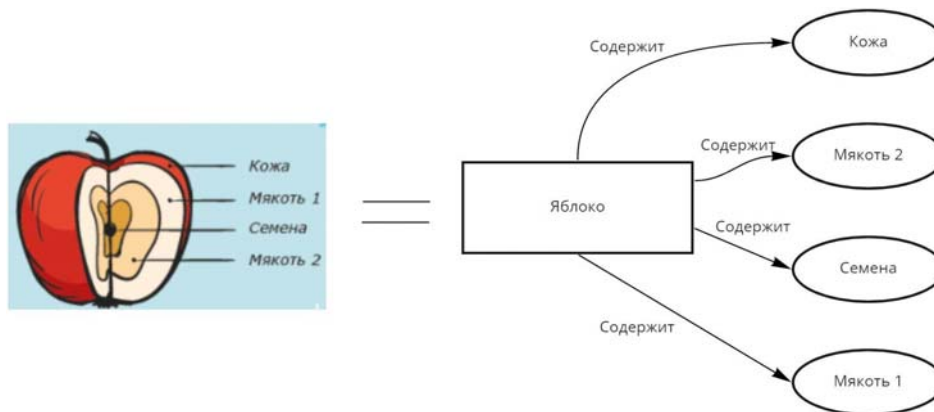 Кожа
Мякоть 1
Семена
Мякоть 2
Яблоко
Содержит
Кожа
Содержит
Мякоть 2
Содержит
Семена
Содержит
Мякоть 1